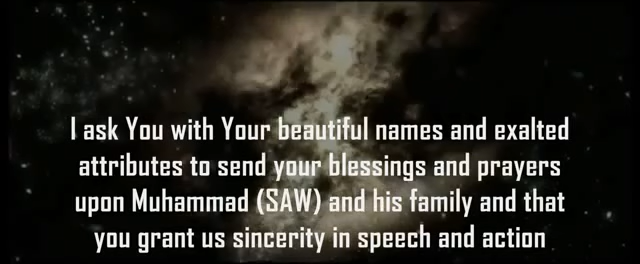 I ask You with Your beautiful names and exalted
attributes to send your blessings and prayers
upon Muhammad (SAW) and his family and that
you grant us sincerity in speech and action